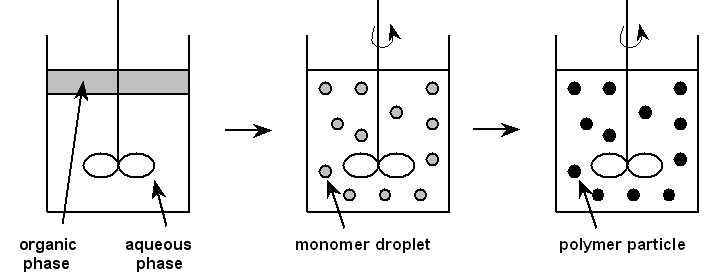 organic
phase
aqueous
phase
monomer droplet
polymer particle